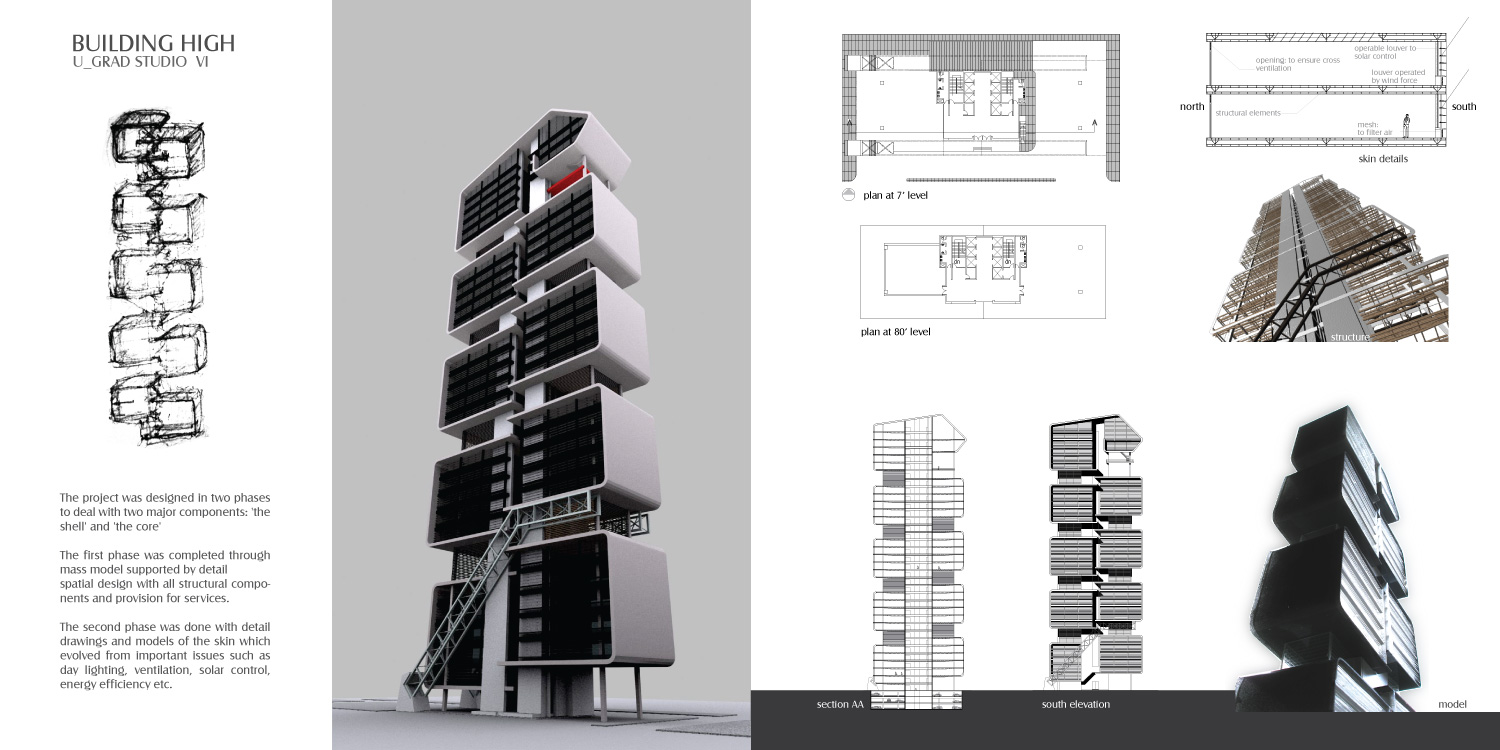 BUILDING HIGH
U_GRAD STUDIO VI
The project was designed in two phases
to deal with two major components: 'the
shell' and 'the core'
The first phase was completed through
mass model supported by detail
spatial design with all structural compo-
nents and provision for services.
The second phase was done with detail
drawings and models of the skin which
evolved from important issues such as
day lighting, ventilation, solar control,
energy efficiency etc.
A
A
plan at 7' level
dn
dn
plan at 80' level
operable louver to
solar control
opening: to ensure cross
ventilation
louver operated
by wind force
north
south
structural elements
mesh:
to filter air
skin details
structure
section AA
south elevation
model